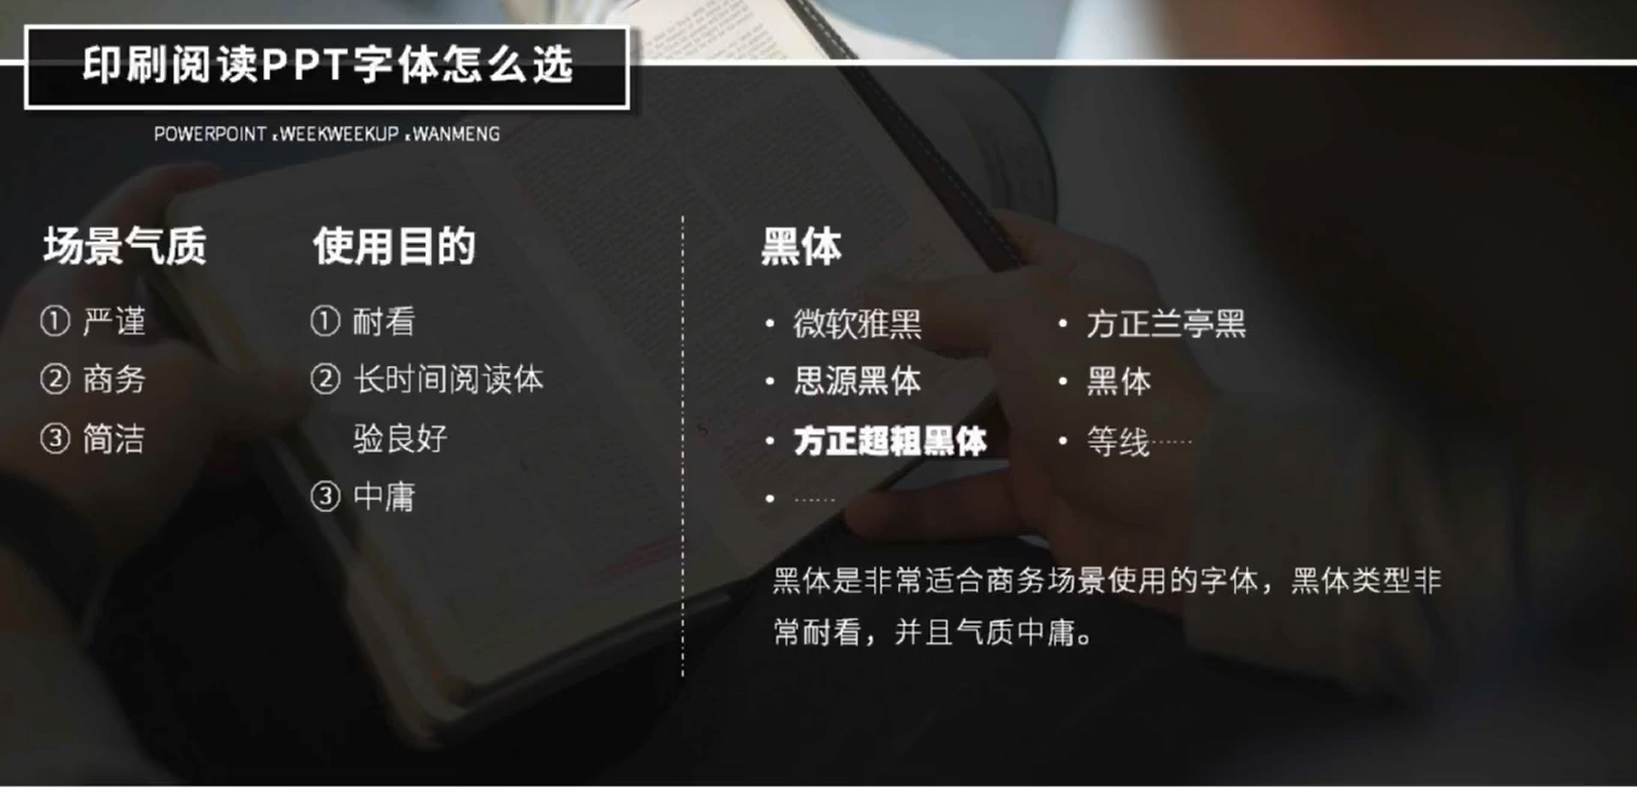 印刷阅读PPT字体怎么选
POWERPOINT .WEEKWEEKUP .WANMENG
场景气质
① 严谨
② 商务
③ 简洁
使用目的
① 耐看
② 长时间阅读体
验良好
③ 中庸
黑体
• 微软雅黑
• 思源黑体
• 方正超粗黑体
• ……
• 方正兰亭黑
• 黑体
• 等线……
黑体是非常适合商务场景使用的字体，黑体类型非
常耐看，并且气质中庸。